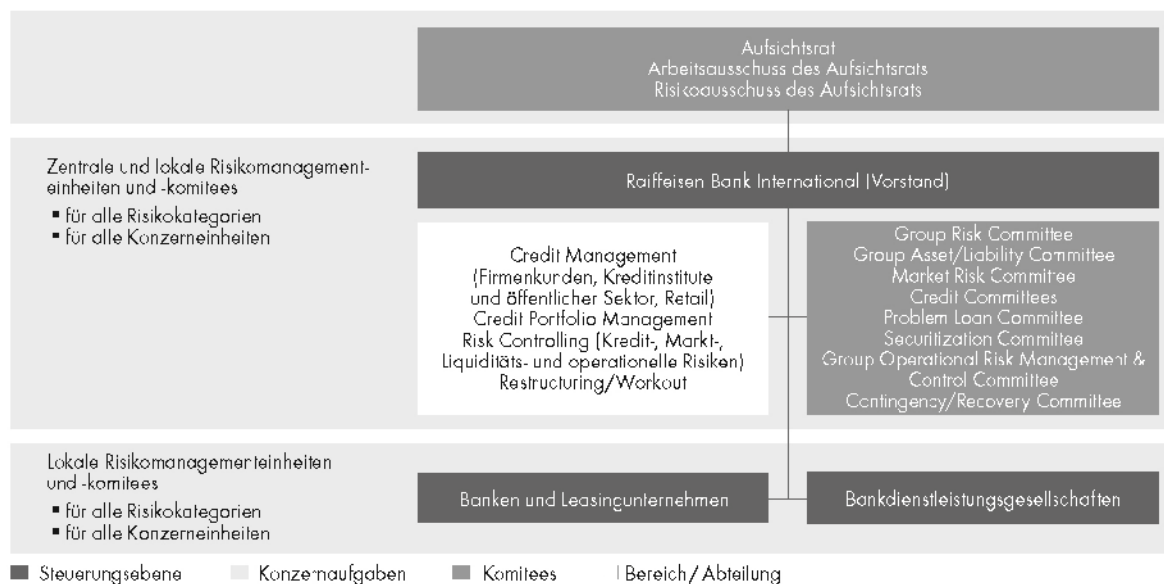 Aufsichtsrat
Arbeitsausschuss des Aufsichtsrats
Risikoausschuss des Aufsichtsrats
Zentrale und lokale Risikomanagement-
einheiten und -komitees
▪ für alle Risikokategorien
▪ für alle Konzerneinheiten
Raiffeisen Bank International (Vorstand)
Credit Management
(Firmenkunden, Kreditinstitute
und öffentlicher Sektor, Retail)
Credit Portfolio Management
Risk Controlling (Kredit-, Markt-,
Liquiditäts- und operationelle Risiken)
Restructuring/Workout
Group Risk Committee
Group Asset/Liability Committee
Market Risk Committee
Credit Committees
Problem Loan Committee
Securitization Committee
Group Operational Risk Management &
Control Committee
Contingency/Recovery Committee
Lokale Risikomanagementeinheiten
und -komitees
▪ für alle Risikokategorien
▪ für alle Konzerneinheiten
Banken und Leasingunternehmen
Bankdienstleistungsgesellschaften
Steuerungsebene
Konzernaufgaben
Komitees
Bereich/Abteilung